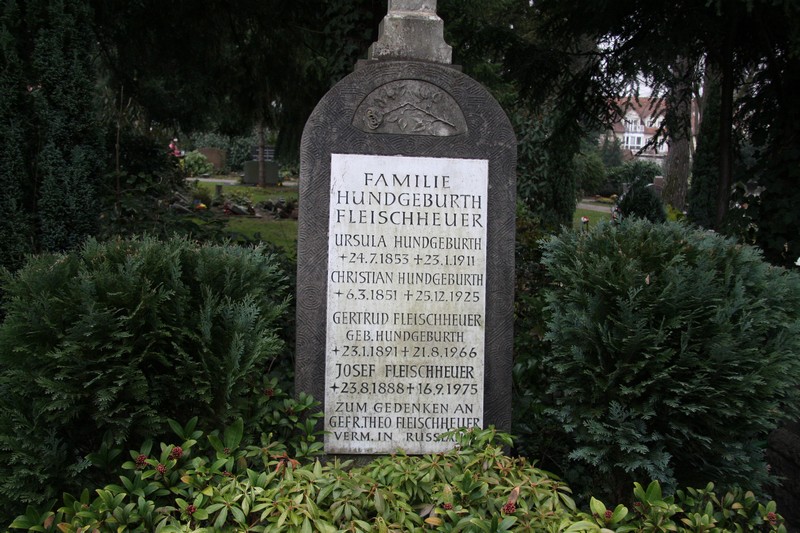 FAMILIE
HUNDGEBURTH
FLEISCHHEUER
URSULA HUNDGEBURTH
*24.7.1853 +23.1.1911
CHRISTIAN HUNDGEBURTH
*6.3.1851 +25.12.1925
GERTRUD FLEISCHHEUER
GEB. HUNDGEBURTH
*23.1.1891 +21.8.1966
JOSEF FLEISCHHEUER
*23.8.1888 +16.9.1975
ZUM GEDENKEN AN
GEFR. THEO FLEISCHHEUER
VERM. IN